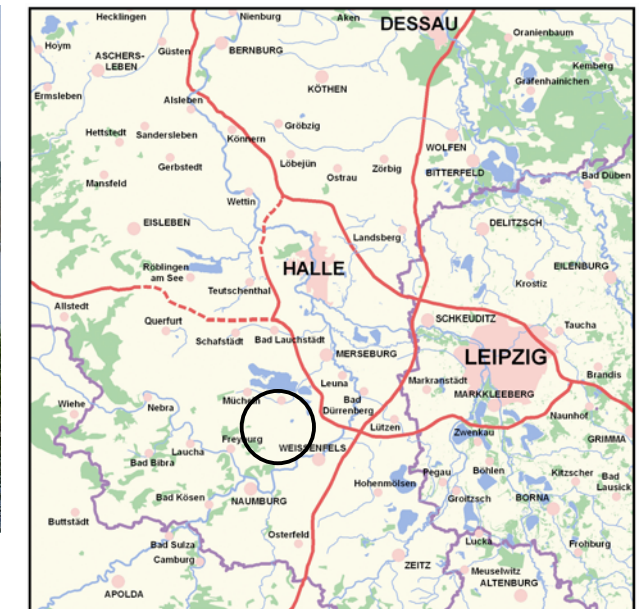 Hecklingen
Nienburg
Aken
DESSAU
Oranienbaum
Hoym
ASCHERS-
LEBEN
Güsten
BERNBURG
Kemberg
Gräfenhainichen
KÖTHEN
Ermsleben
Alsleben
Hettstedt
Sandersleben
Könnern
Gröbzig
WOLFEN
Gerbstedt
Löbejün
Ostrau
Zörbig
BITTERFELD
Bad Düben
Mansfeld
Wettin
EISLEBEN
Landsberg
DELITZSCH
Röblingen
am See
HALLE
EILENBURG
Teutschenthal
Krostiz
Allstedt
Querfurt
SCHKEUDITZ
Taucha
Schafstädt
Bad Lauchstädt
MERSEBURG
LEIPZIG
Leuna
Markranstädt
Brandis
Wiehe
Nebra
Mücheln
Bad
Dürrenberg
MARKKLEEBERG
Naunhof
Lützen
Zwenkau
GRIMMA
Freyburg
WEISSENFELS
Laucha
Bad Bibra
Hohenmölsen
Pegau
Böhlen
Kitzscher
Bad
Lausick
Bad Kösen
NAUMBURG
Groitzsch
BORNA
Buttstädt
Osterfeld
Bad Sulza
Camburg
Lucka
Frohburg
ZEITZ
Meuselwitz
ALTENBURG
APOLDA